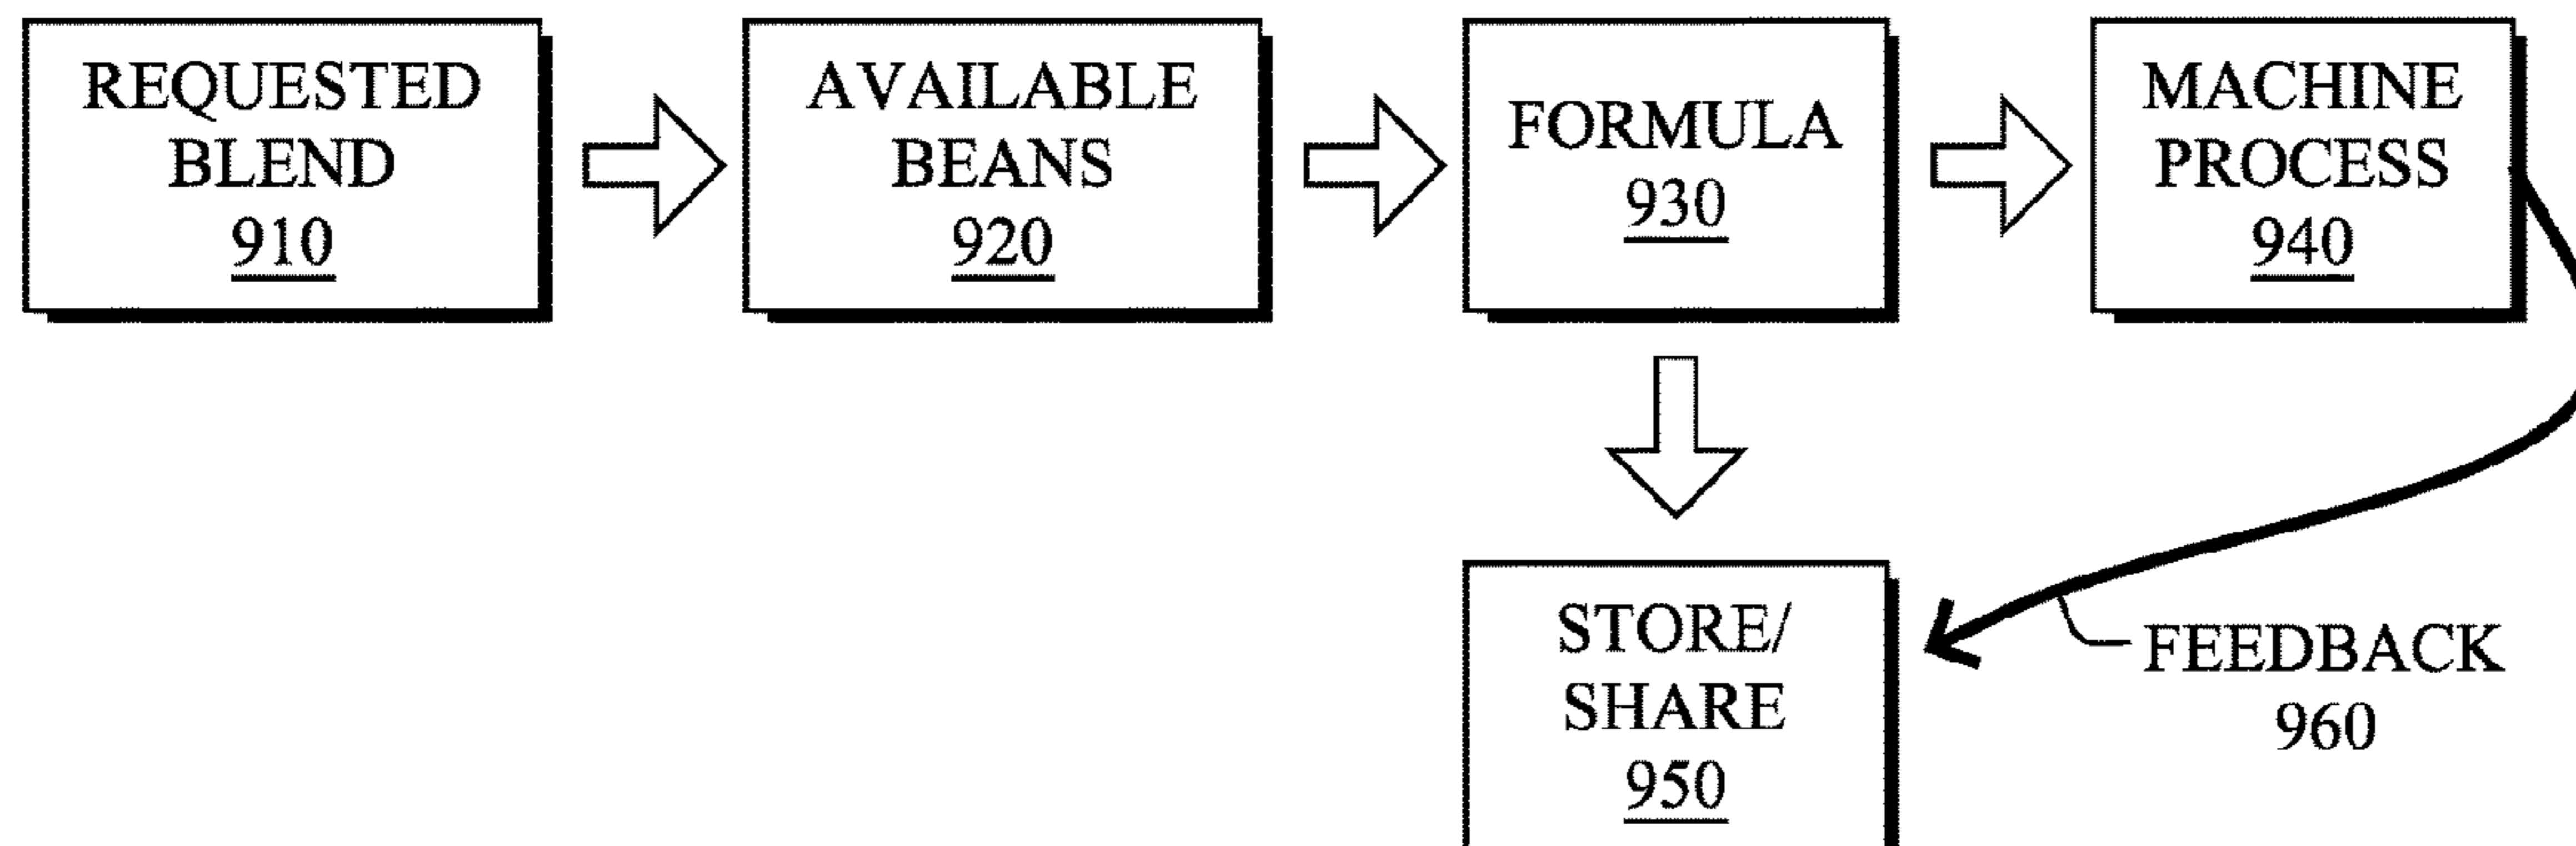 REQUESTED
BLEND
910
AVAILABLE
BEANS
920
FORMULA
930
MACHINE
PROCESS
940
STORE/
SHARE
950
FEEDBACK
960